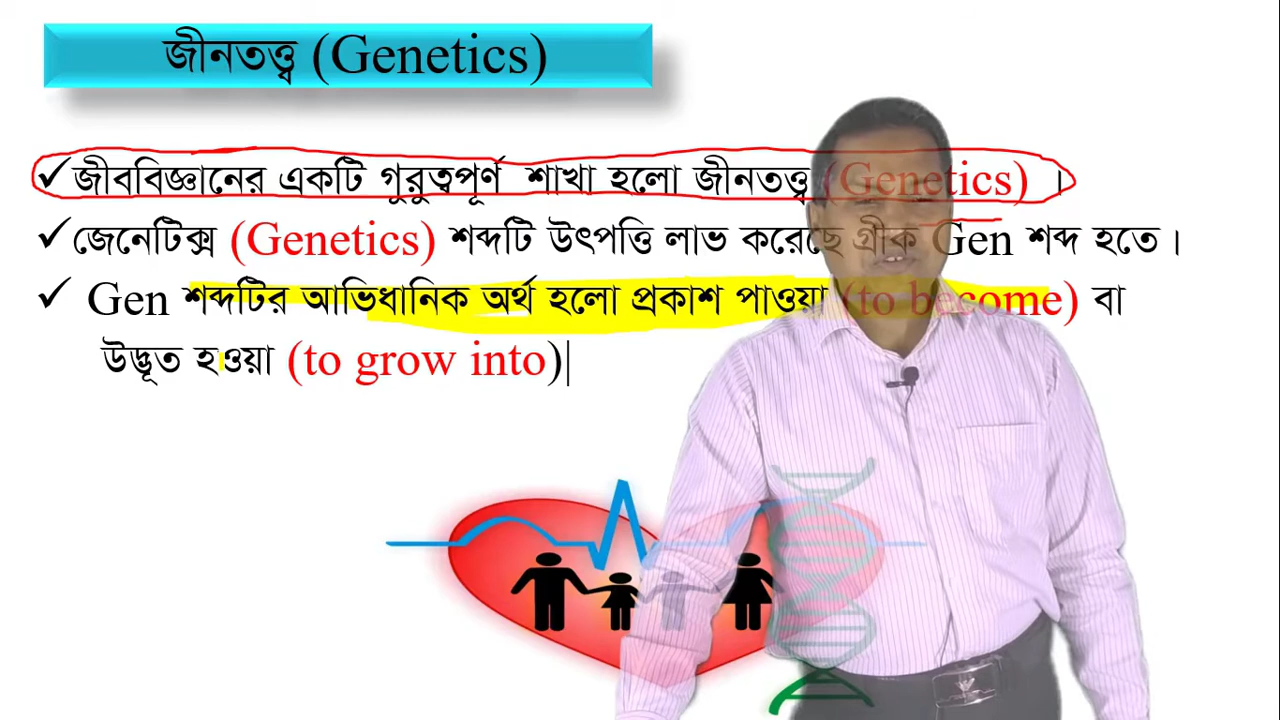 জীনতত্ত্ব (Genetics)
✓ জীববিজ্ঞানের একটি গুরুত্বপূর্ণ শাখা হলো জীনতত্ত্ব (Genetics) ।
✓ জেনেটিক্স (Genetics) শব্দটি উৎপত্তি লাভ করেছে গ্রীক Gen শব্দ হতে।
✓ Gen শব্দটির আভিধানিক অর্থ হলো প্রকাশ পাওয়া (to become) বা
উদ্ভূত হওয়া (to grow into)|